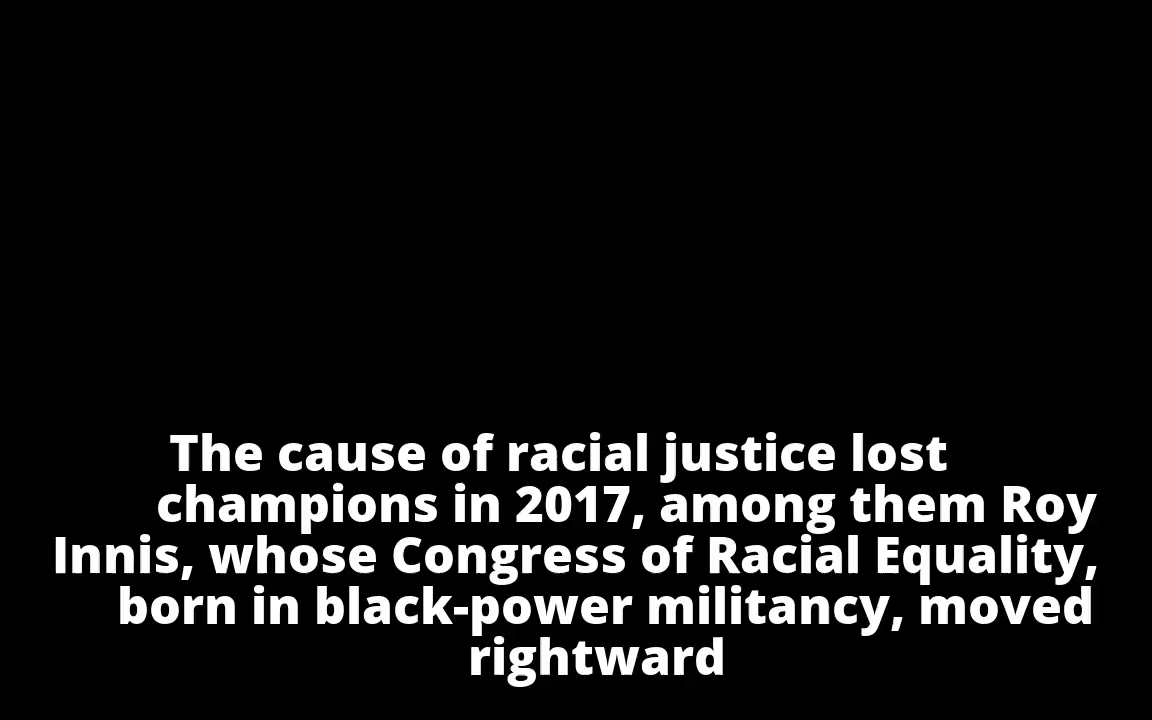 The cause of racial justice lost
champions in 2017, among them Roy
Innis, whose Congress of Racial Equality,
born in black-power militancy, moved
rightward